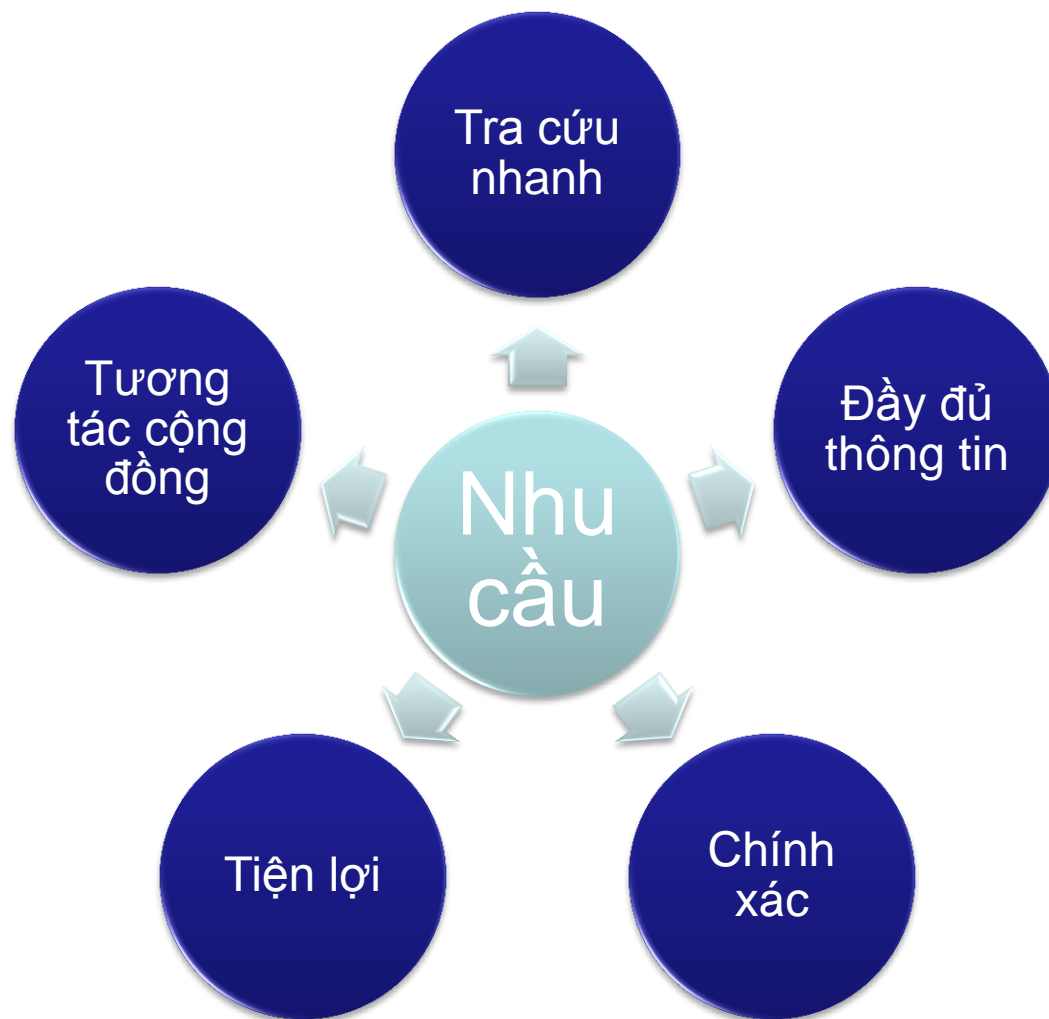 Tra cứu
nhanh
Tương
tác cộng
đồng
Đầy đủ
thông tin
Nhu
cầu
Tiện lợi
Chính
xác